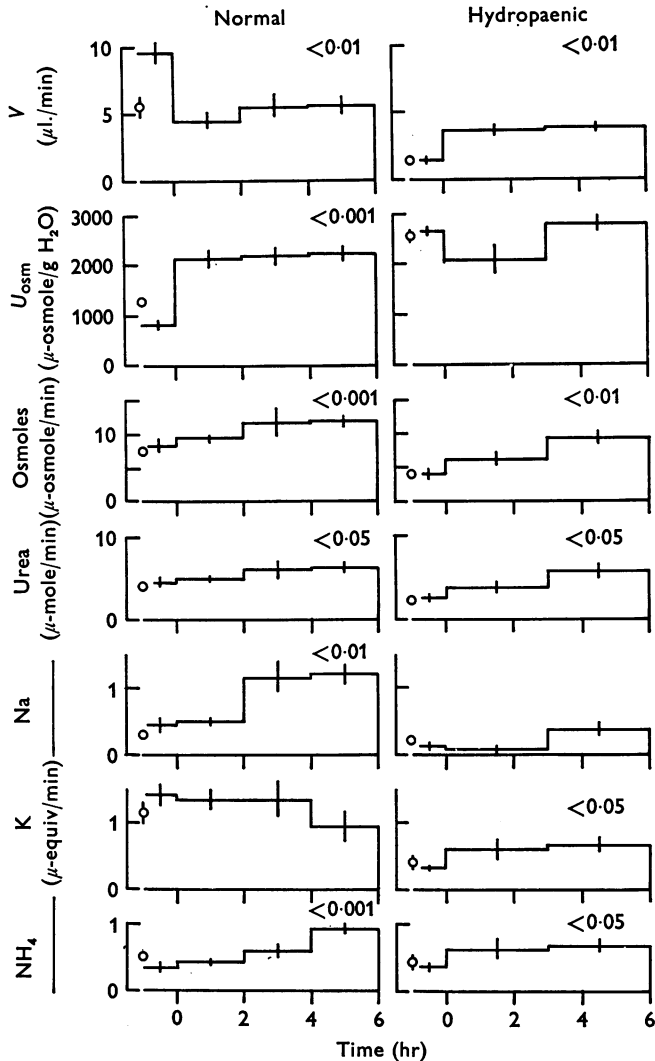 Normal Hydropaenic
V
(μl./min)
10
5
0
<0·01
<0·01
U osm
(μ-osmole/g H2O)
3000
2000
1000
0
<0·001
Osmoles
(μ-osmole/min)
10
0
<0·001
<0·01
Urea
(μ-mole/min)
10
0
<0·05
<0·05
Na
1
0
<0·01
K
(μ-equiv/min)
1
0
<0·05
NH4
1
0
<0·001
<0·05
0 2 4 6 0 2 4 6
Time (hr)